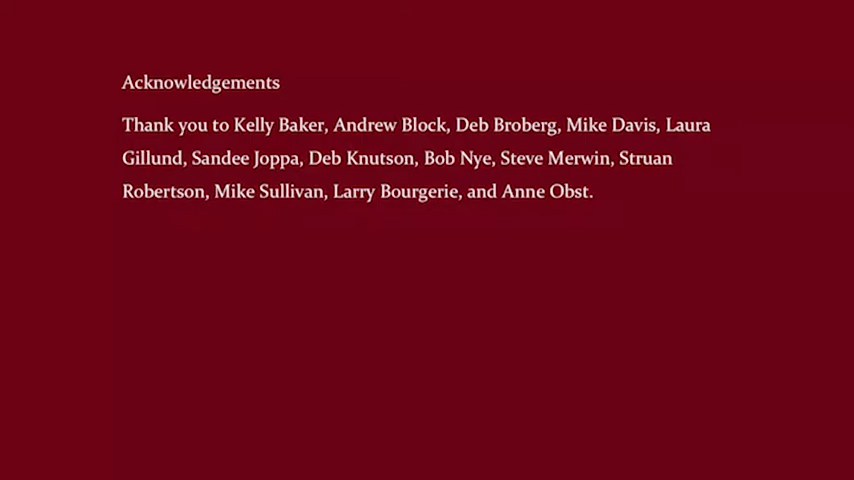 Acknowledgements
Thank you to Kelly Baker, Andrew Block, Deb Broberg, Mike Davis, Laura
Gillund, Sandee Joppa, Deb Knutson, Bob Nye, Steve Merwin, Struan
Robertson, Mike Sullivan, Larry Bourgerie, and Anne Obst.